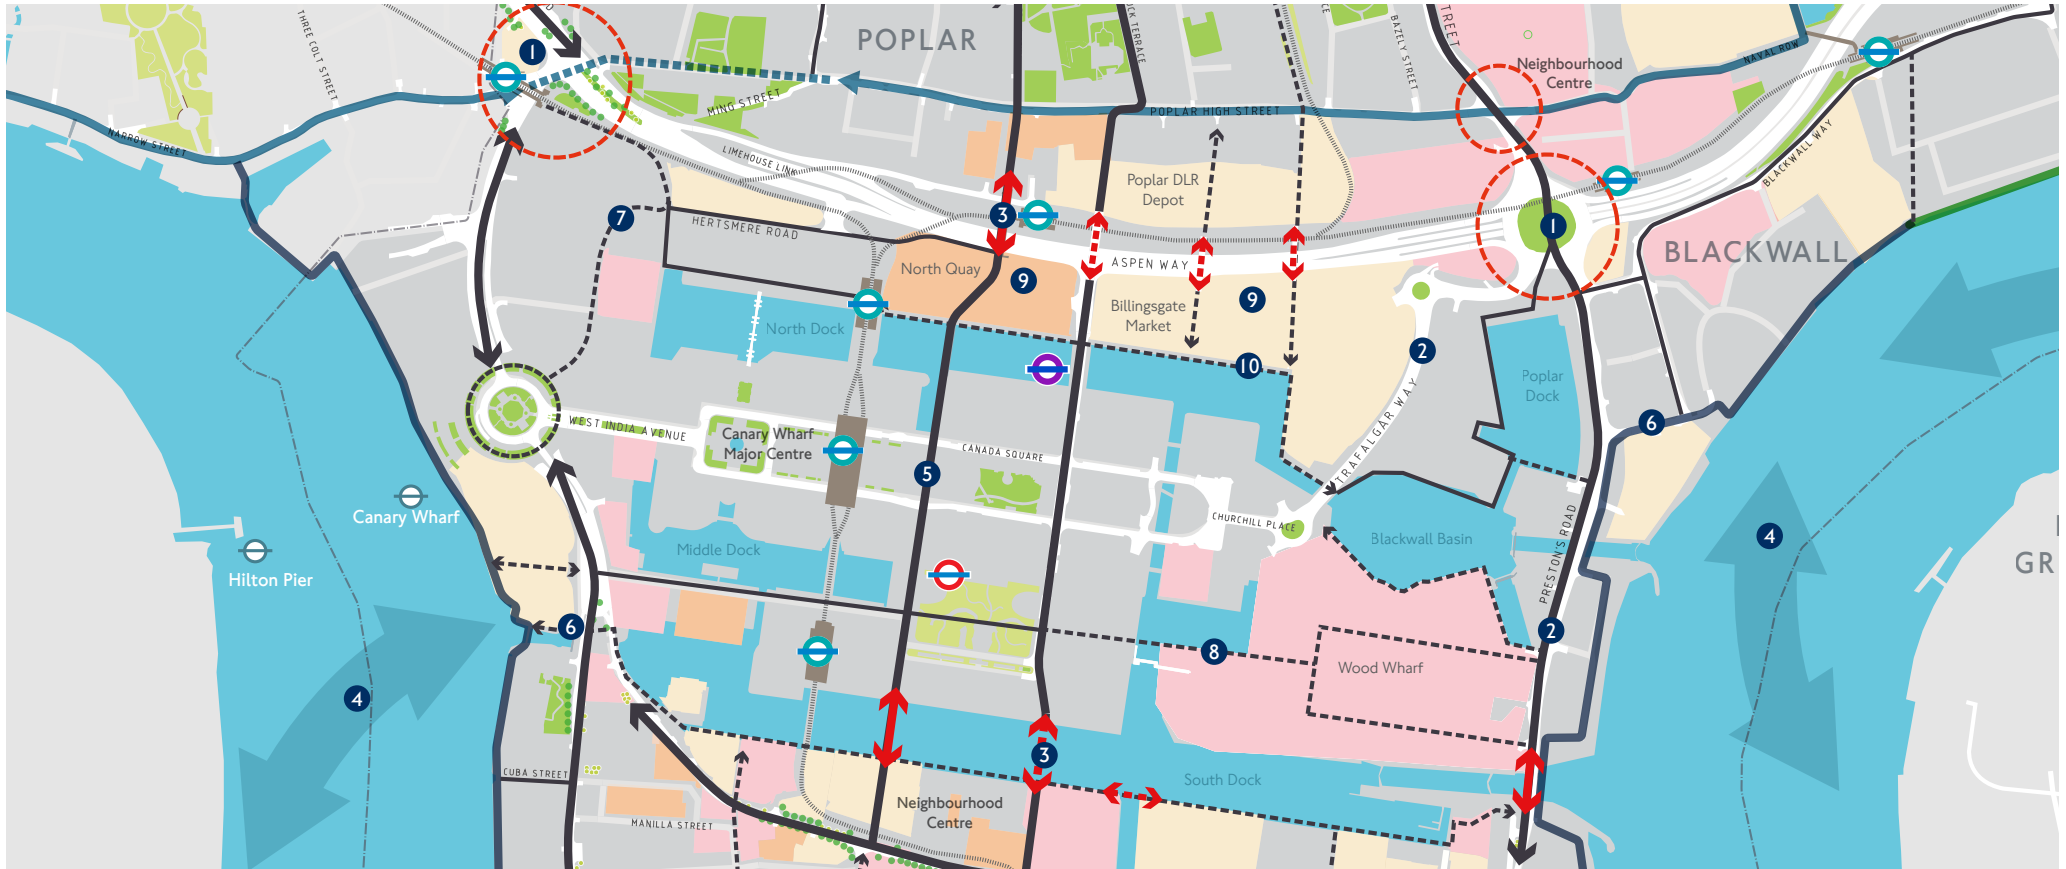 THREE COLT STREET
POPLAR
BAZELY STREET
Neighbourhood
Centre
NAVAL ROW
1
MING STREET
POPLAR HIGH STREET
NARROW STREET
LIMEHOUSE LINK
BLACKWALL WAY
Poplar DLR
Depot
7
3
HERTSMERE ROAD
1
BLACKWALL
ASPEN WAY
North Quay
9
9
Billingsgate
Market
North Dock
2
10
Poplar
Dock
6
WEST INDIA AVENUE
Canary Wharf
Major Centre
CANADA SQUARE
5
TRAFALGAR WAY
Canary Wharf
CHURCHILL PLACE
Blackwall Basin
4
PRESTON'S ROAD
Middle Dock
GR
Hilton Pier
6
2
8
Wood Wharf
4
3
CUBA STREET
South Dock
Neighbourhood
Centre
MANILLA STREET